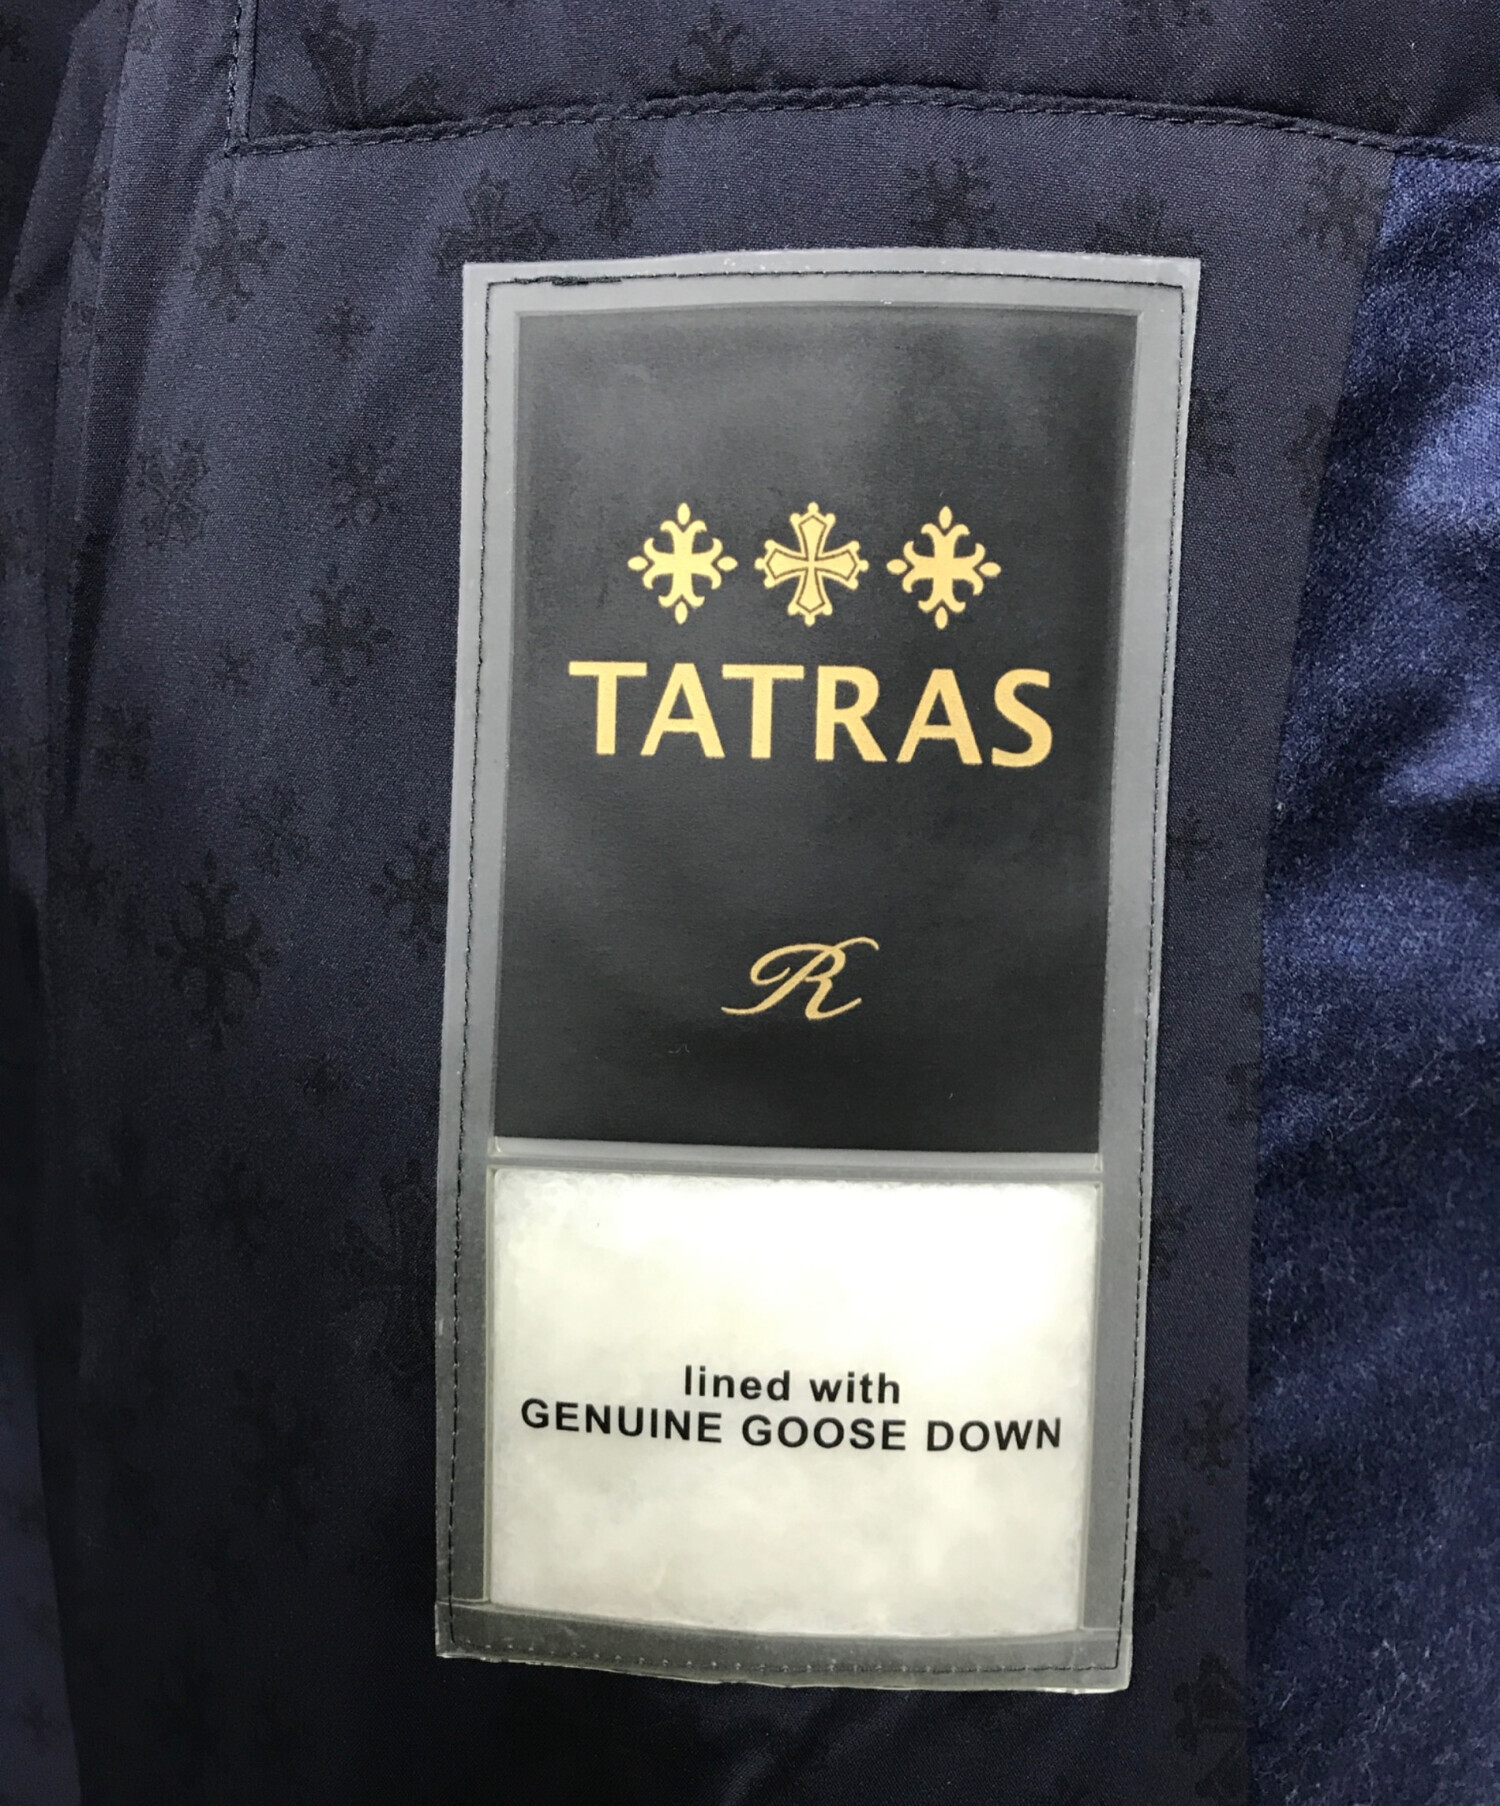 TATRAS
R
lined with
GENUINE GOOSE DOWN